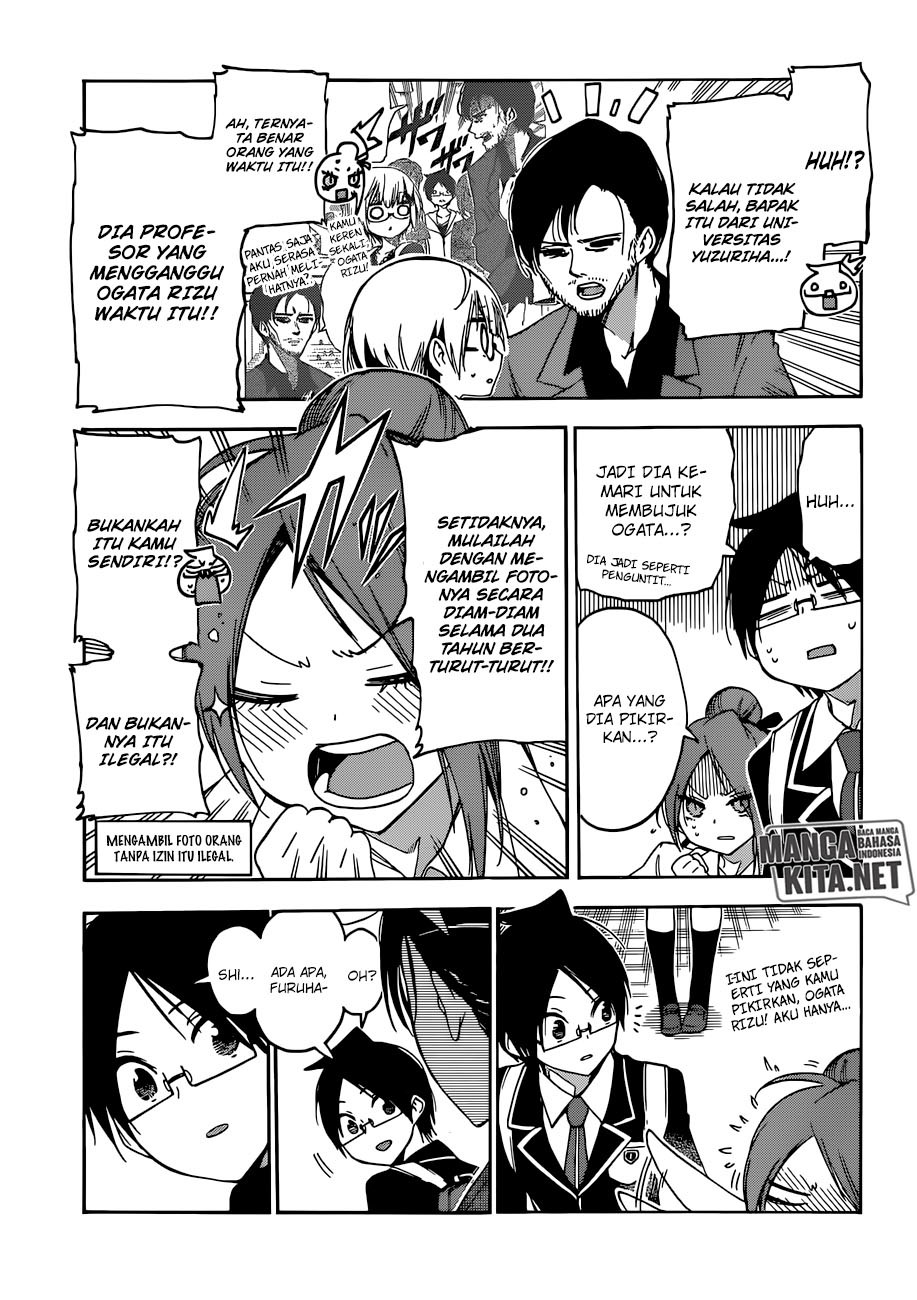 HUH!?
KALAU TIDAK
SALAH, BAPAK
ITU DARI UNI-
VERSITAS
YUZURIHA...!
AH, TERNYA-
TA BENAR
ORANG YANG
WAKTU ITU!!
KAMU
KEREN
SEKALI,
OGATA
RIZU!
PANTAS SAJA
AKU SERASA
PERNAH MELI-
HATNYA?
DIA PROFE-
SOR YANG
MENGGANGGU
OGATA RIZU
WAKTU ITU!!
HUH...
JADI DIA KE-
MARI UNTUK
MEMBUJUK
OGATA...?
DIA JADI SEPERTI
PENGUNTIT...
APA YANG
DIA PIKIR-
KAN...?
SETIDAKNYA,
MULAILAH
DENGAN ME-
NGAMBIL FOTO-
NYA SECARA
DIAM-DIAM
SELAMA DUA
TAHUN BER-
TURUT-TURUT!!
BUKANKAH
ITU KAMU
SENDIRI!?
DAN BUKAN-
NYA ITU
ILEGAL?!
MENGAMBIL FOTO ORANG
TANPA IZIN ITU ILEGAL.
MANGA
KITA.NET
BACA MANGA
BAHASA
INDONESIA
I-INI TIDAK SEP-
ERTI YANG KAMU
PIKIRKAN, OGATA
RIZU! AKU HANYA...
OH?
ADA APA,
FURUHA-
SHI...